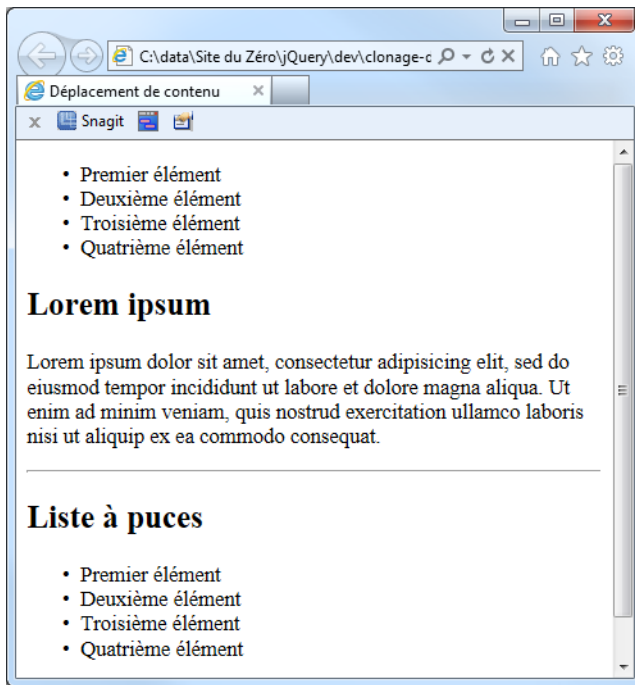 C:\data\Site du Zéro\jQuery\dev\clonage-c
Déplacement de contenu
x Snagit
• Premier élément
• Deuxième élément
• Troisième élément
• Quatrième élément
Lorem ipsum
Lorem ipsum dolor sit amet, consectetur adipisicing elit, sed do
eiusmod tempor incididunt ut labore et dolore magna aliqua. Ut
enim ad minim veniam, quis nostrud exercitation ullamco laboris
nisi ut aliquip ex ea commodo consequat.
Liste à puces
• Premier élément
• Deuxième élément
• Troisième élément
• Quatrième élément